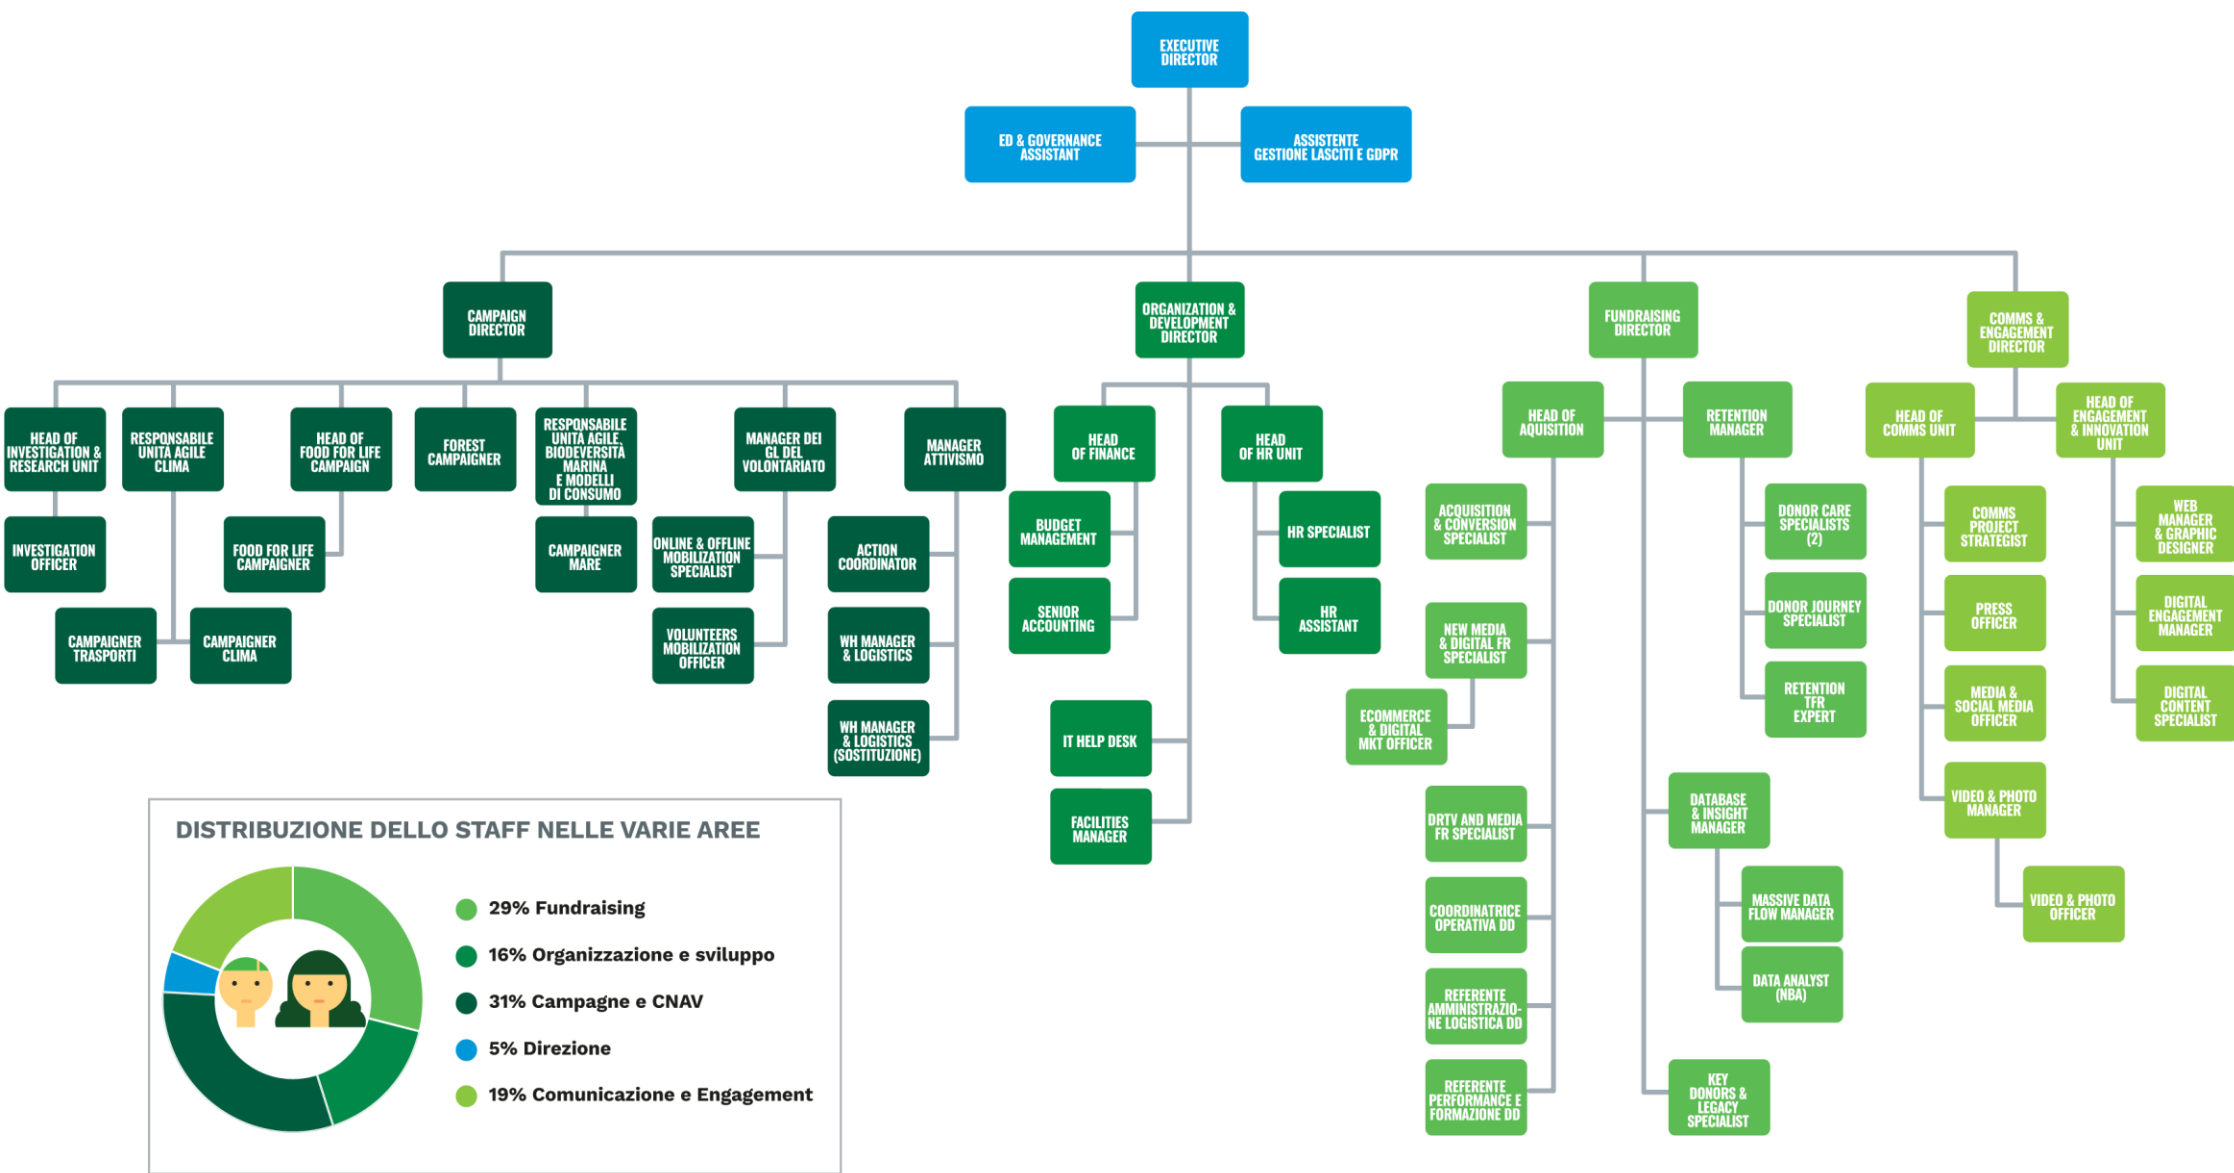 EXECUTIVE
DIRECTOR
ED & GOVERNANCE
ASSISTANT
ASSISTENTE
GESTIONE LASCITI E GDPR
CAMPAIGN
DIRECTOR
ORGANIZATION &
DEVELOPMENT
DIRECTOR
FUNDRAISING
DIRECTOR
COMMS &
ENGAGEMENT
DIRECTOR
HEAD OF
INVESTIGATION &
RESEARCH UNIT
RESPONSABILE
UNITÀ AGILE
CLIMA
HEAD OF
FOOD FOR LIFE
CAMPAIGN
FOREST
CAMPAIGNER
RESPONSABILE
UNITÀ AGILE,
BIODEVERSITÀ
MARINA
E MODELLI
DI CONSUMO
MANAGER DEI
GL DEL
VOLONTARIATO
MANAGER
ATTIVISMO
HEAD
OF FINANCE
HEAD
OF HR UNIT
HEAD OF
AQUISITION
RETENTION
MANAGER
HEAD OF
COMMS UNIT
HEAD OF
ENGAGEMENT
& INNOVATION
UNIT
INVESTIGATION
OFFICER
FOOD FOR LIFE
CAMPAIGNER
CAMPAIGNER
MARE
ONLINE & OFFLINE
MOBILIZATION
SPECIALIST
ACTION
COORDINATOR
CAMPAIGNER
TRASPORTI
CAMPAIGNER
CLIMA
VOLUNTEERS
MOBILIZATION
OFFICER
WH MANAGER
& LOGISTICS
WH MANAGER
& LOGISTICS
(SOSTITUZIONE)
BUDGET
MANAGEMENT
SENIOR
ACCOUNTING
HR SPECIALIST
HR
ASSISTANT
IT HELP DESK
FACILITIES
MANAGER
ACQUISITION
& CONVERSION
SPECIALIST
NEW MEDIA
& DIGITAL FR
SPECIALIST
ECOMMERCE
& DIGITAL
MKT OFFICER
DRTV AND MEDIA
FR SPECIALIST
COORDINATRICE
OPERATIVA DD
REFERENTE
AMMINISTRAZIO-
NE LOGISTICA DD
REFERENTE
PERFORMANCE E
FORMAZIONE DD
DONOR CARE
SPECIALISTS
(2)
DONOR JOURNEY
SPECIALIST
RETENTION
TFR
EXPERT
DATABASE
& INSIGHT
MANAGER
MASSIVE DATA
FLOW MANAGER
DATA ANALYST
(NBA)
KEY
DONORS &
LEGACY
SPECIALIST
COMMS
PROJECT
STRATEGIST
PRESS
OFFICER
MEDIA &
SOCIAL MEDIA
OFFICER
VIDEO & PHOTO
MANAGER
VIDEO & PHOTO
OFFICER
WEB
MANAGER
& GRAPHIC
DESIGNER
DIGITAL
ENGAGEMENT
MANAGER
DIGITAL
CONTENT
SPECIALIST
DISTRIBUZIONE DELLO STAFF NELLE VARIE AREE
29% Fundraising
16% Organizzazione e sviluppo
31% Campagne e CNAV
5% Direzione
19% Comunicazione e Engagement